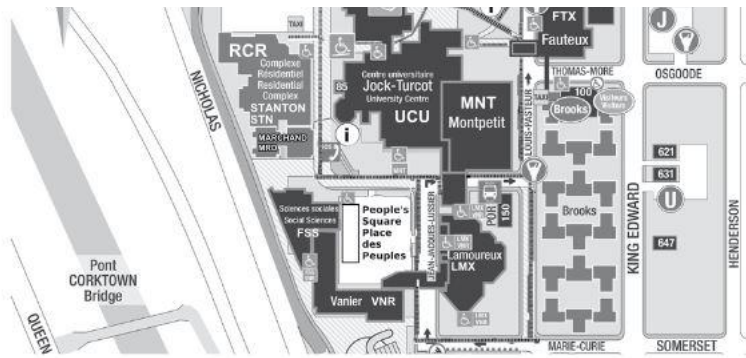 TAXI
RCR
Complexe
Résidentiel
Residential
Complex
STANTON
STN
MARCHAND
MRD
NICHOLAS
85
Centre universitaire
Jock-Turcot
University Centre
UCU
i
MNT
Montpetit
FTX
Fauteux
THOMAS-MORE
OSGOODE
J
TAXI
100
Brooks
Visiteurs
Visitors
LOUIS-PASTEUR
Brooks
KING EDWARD
621
631
U
647
HENDERSON
Sciences sociales
Social Sciences
FSS
People's
Square
Place
des
Peuples
JEAN-JACQUES-LUSSIER
POR
150
Lamoureux
LMX
Vanier VNR
Pont
CORKTOWN
Bridge
QUEEN
MARIE-CURIE
SOMERSET